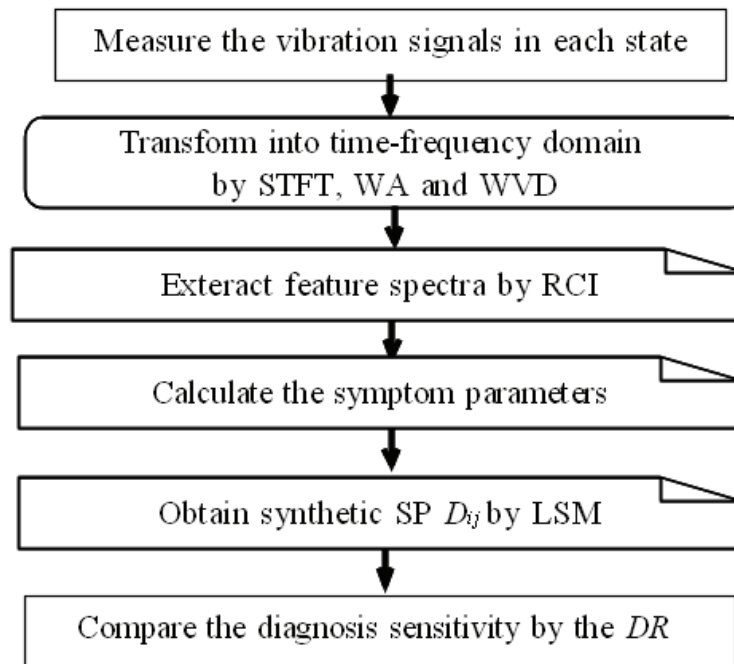 Measure the vibration signals in each state
Transform into time-frequency domain
by STFT, WA and WVD
Exteract feature spectra by RCI
Calculate the symptom parameters
Obtain synthetic SP Dij by LSM
Compare the diagnosis sensitivity by the DR